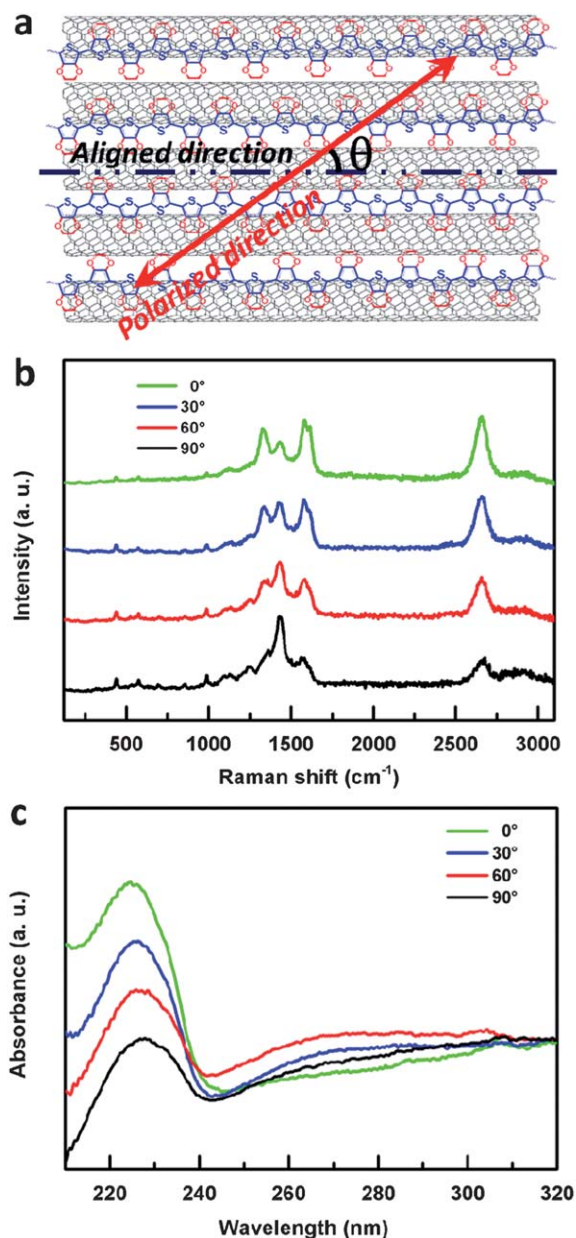 a
Aligned direction
θ
Polarized direction
b
0°
30°
60°
90°
Intensity (a. u.)
500 1000 1500 2000 2500 3000
Raman shift (cm⁻¹)
c
0°
30°
60°
90°
Absorbance (a. u.)
220 240 260 280 300 320
Wavelength (nm)